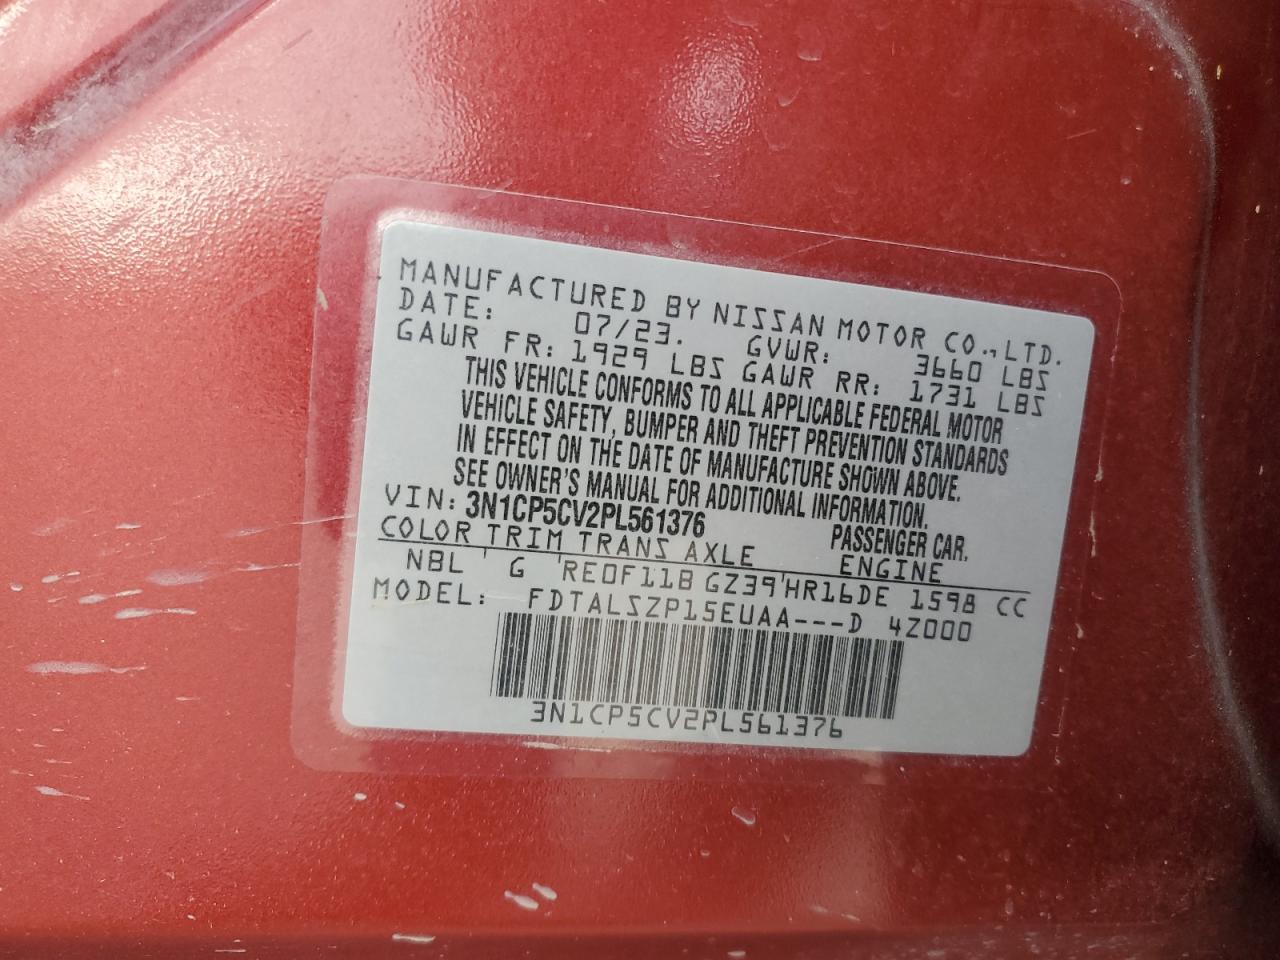 MANUFACTURED BY NISSAN MOTOR CO.,LTD.
DATE: 07/23. GVWR: 3660 LBS
GAWR FR: 1929 LBS GAWR RR: 1731 LBS
THIS VEHICLE CONFORMS TO ALL APPLICABLE FEDERAL MOTOR
VEHICLE SAFETY, BUMPER AND THEFT PREVENTION STANDARDS
IN EFFECT ON THE DATE OF MANUFACTURE SHOWN ABOVE.
SEE OWNER'S MANUAL FOR ADDITIONAL INFORMATION.
VIN: 3N1CP5CV2PL561376 PASSENGER CAR.
COLOR TRIM TRANS AXLE ENGINE
NBL G RE0F11B GZ39 HR16DE 1598 CC
MODEL: FDTALSZP15EUAA---D 4Z000
3N1CP5CV2PL561376